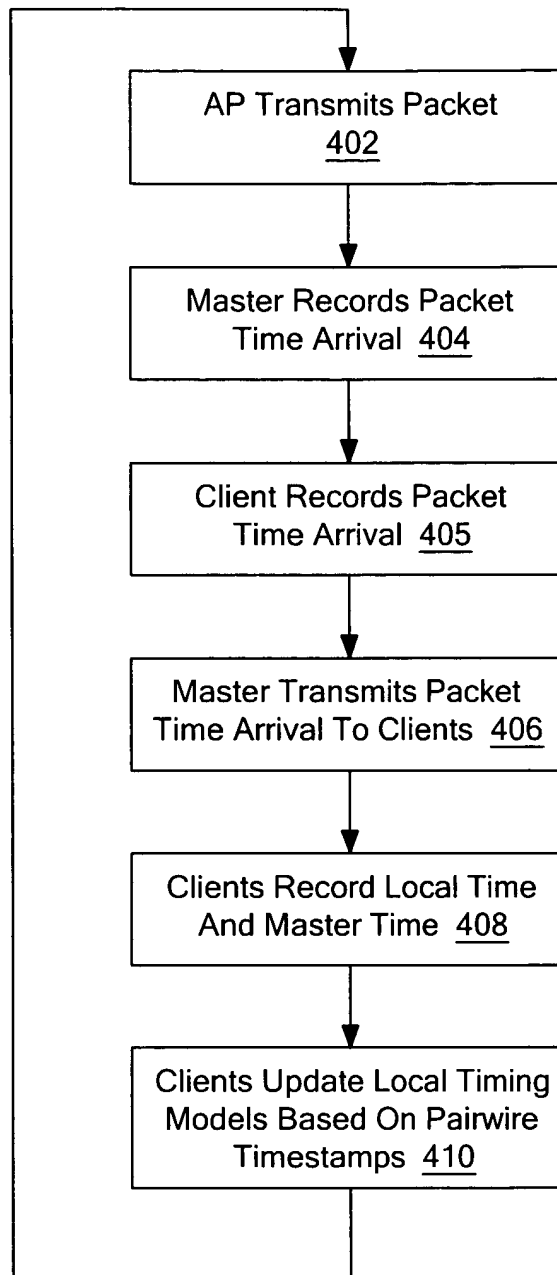 AP Transmits Packet
402
Master Records Packet
Time Arrival 404
Client Records Packet
Time Arrival 405
Master Transmits Packet
Time Arrival To Clients 406
Clients Record Local Time
And Master Time 408
Clients Update Local Timing
Models Based On Pairwire
Timestamps 410